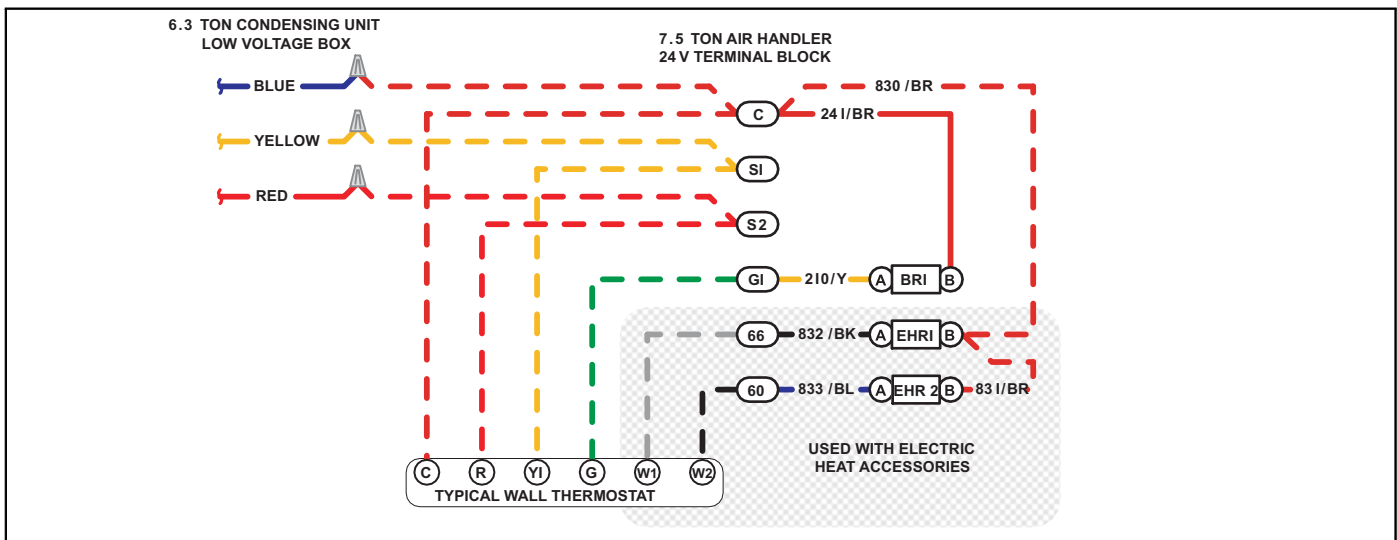 6.3 TON CONDENSING UNIT
LOW VOLTAGE BOX
7.5 TON AIR HANDLER
24V TERMINAL BLOCK
BLUE
830 /BR
C
24 I/BR
YELLOW
SI
RED
S2
GI
2I0/Y
A
BRI
B
66
832 /BK
A
EHRI
B
60
833 /BL
A
EHR 2
B
83 I/BR
USED WITH ELECTRIC
HEAT ACCESSORIES
C
R
YI
G
W1
W2
TYPICAL WALL THERMOSTAT